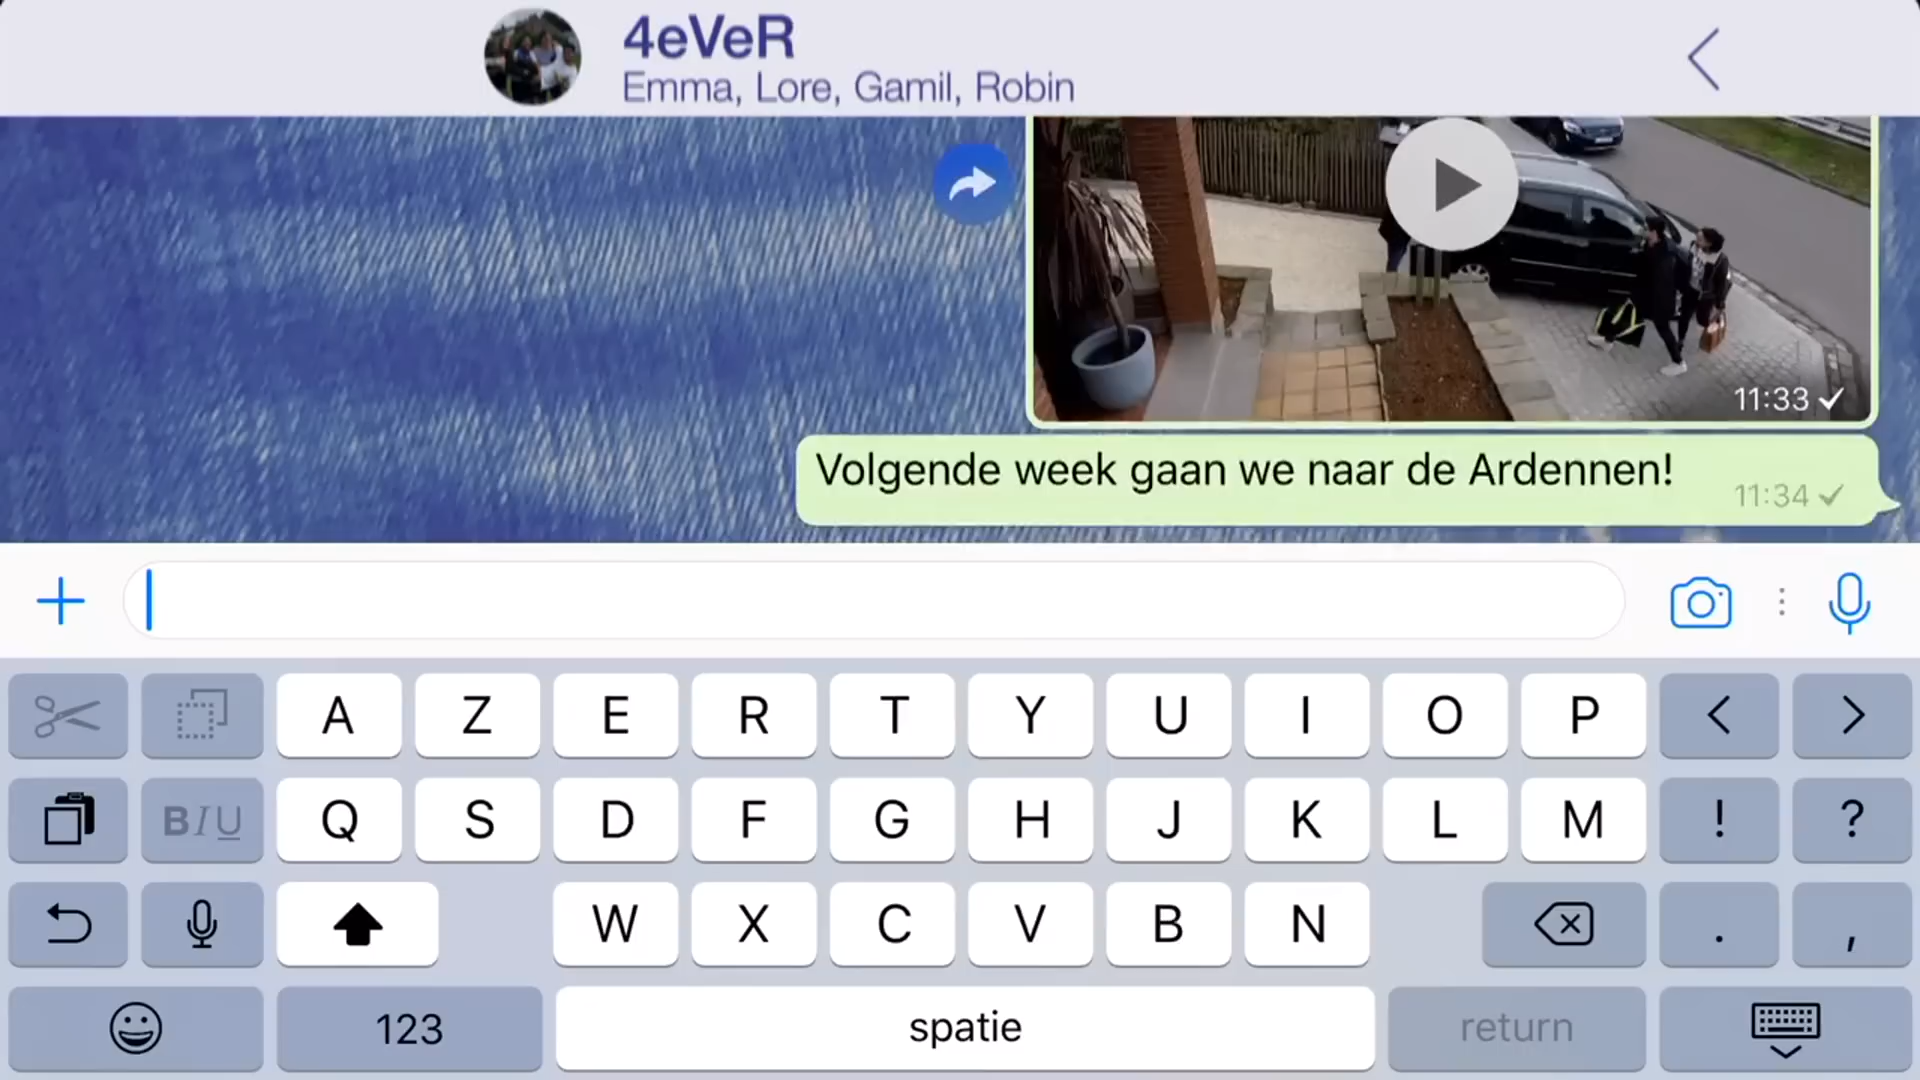 4eVeR
Emma, Lore, Gamil, Robin
11:33
Volgende week gaan we naar de Ardennen!
11:34
A Z E R T Y U I O P < >
BIU Q S D F G H J K L M ! ?
W X C V B N . ,
123 spatie return